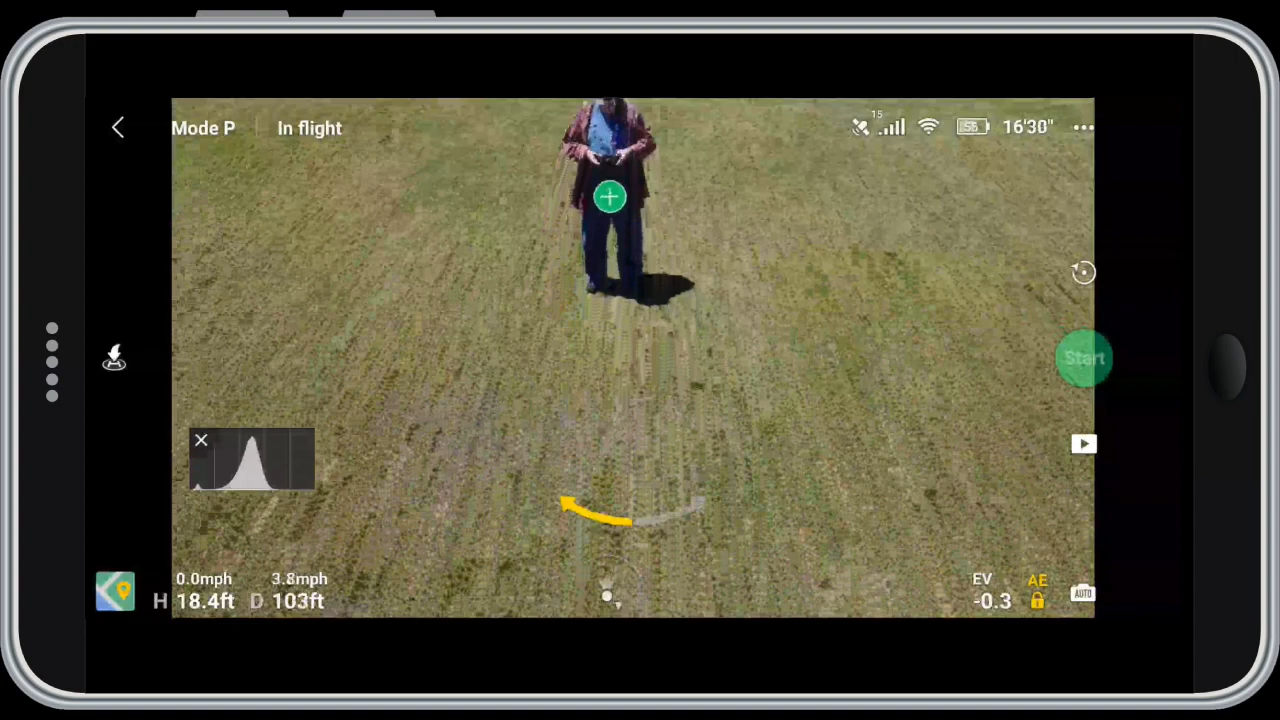 Mode P In flight 15 55 16'30"
Start
0.0mph 3.8mph EV AE
H 18.4ft D 103ft -0.3 AUTO